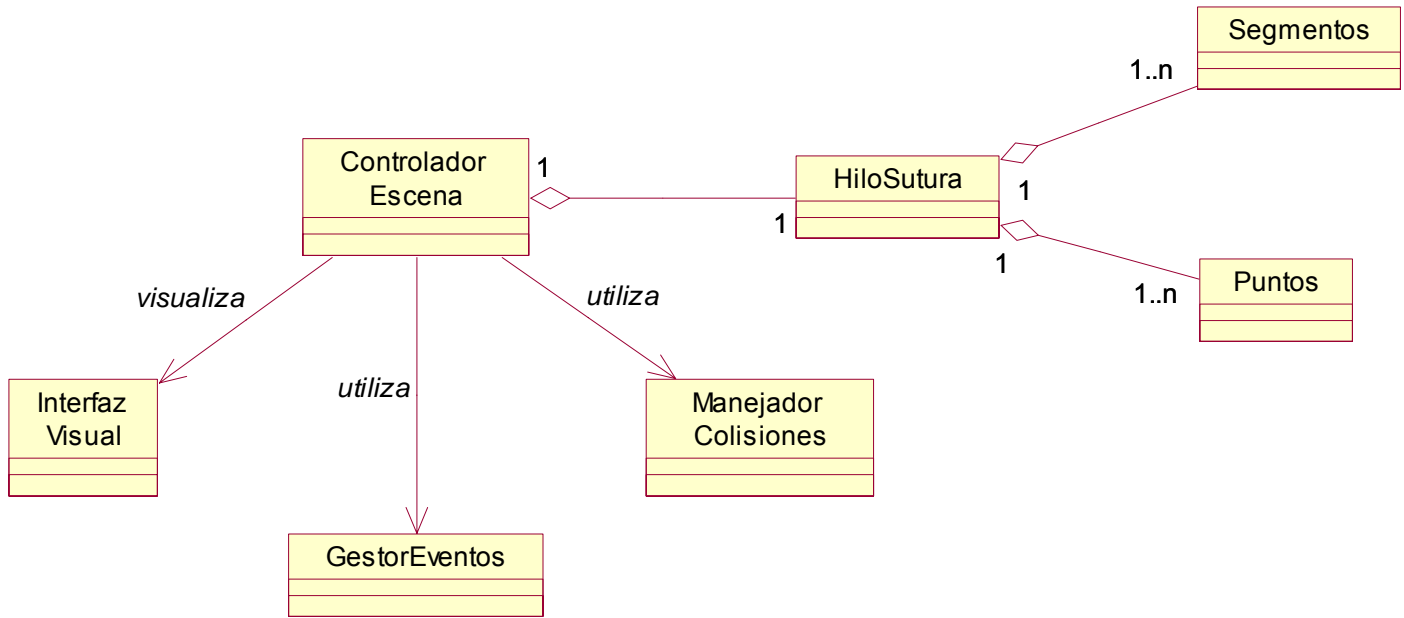 Segmentos
1..n
Controlador
Escena
1
HiloSutura
1
1
1
Puntos
1..n
visualiza
utiliza
utiliza
Interfaz
Visual
Manejador
Colisiones
GestorEventos